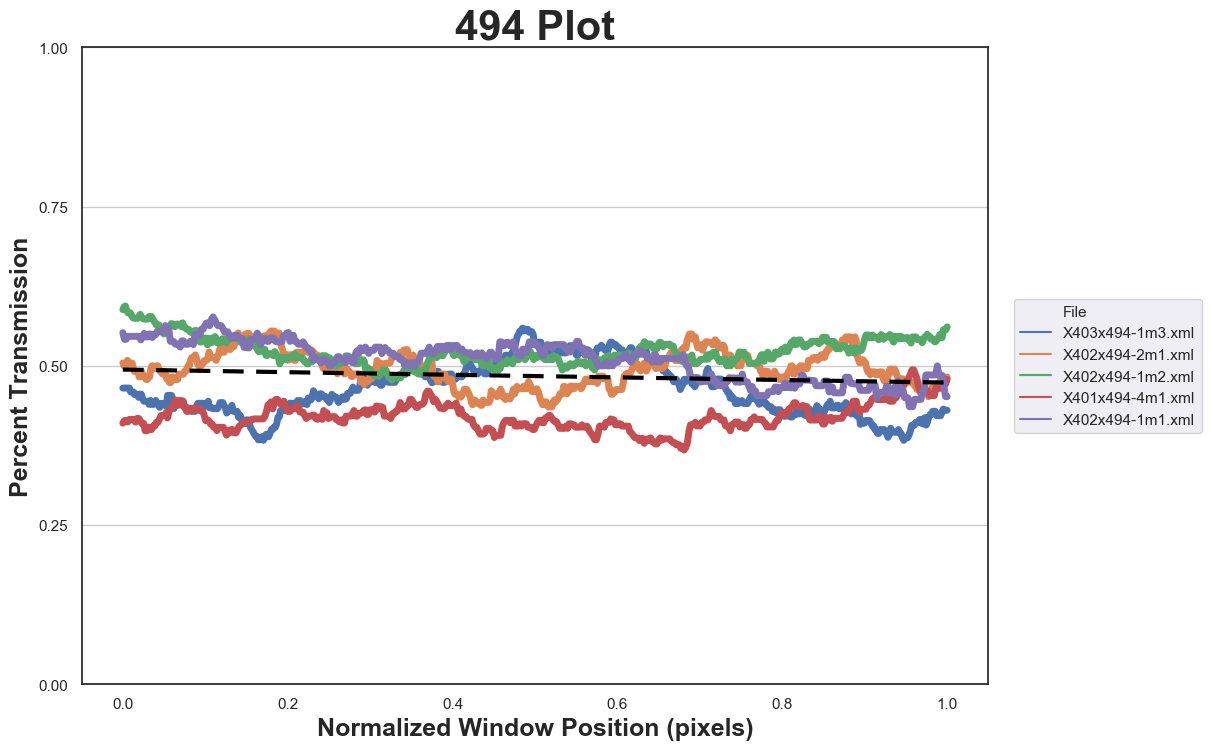 494 Plot
Percent Transmission
1.00
0.75
0.50
0.25
0.00
0.0 0.2 0.4 0.6 0.8 1.0
Normalized Window Position (pixels)
File
X403x494-1m3.xml
X402x494-2m1.xml
X402x494-1m2.xml
X401x494-4m1.xml
X402x494-1m1.xml